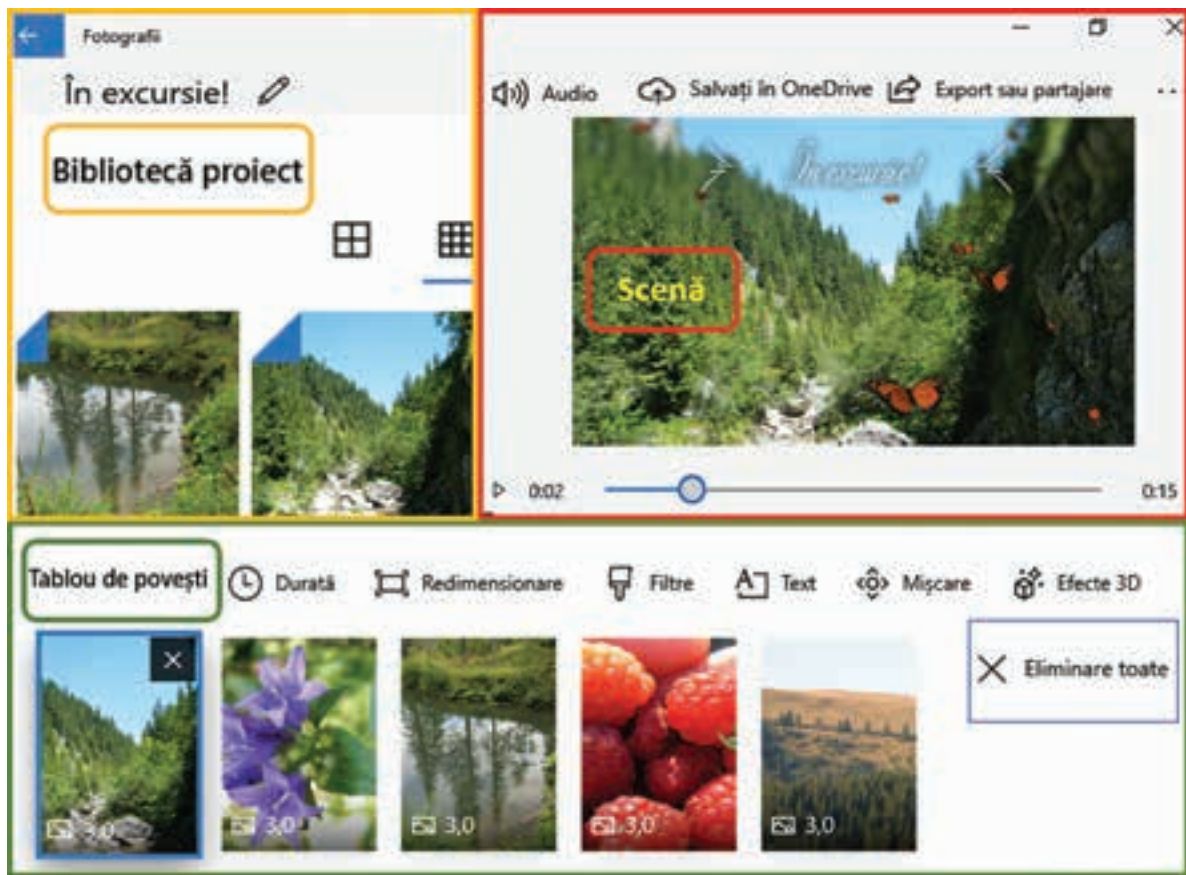 Fotografii
În excursie!
Bibliotecă proiect
Audio
Salvați în OneDrive
Export sau partajare
În excursie!
Scenă
0:02
0:15
Tablou de povești
Durată
Redimensionare
Filtre
Text
Mișcare
Efecte 3D
Eliminare toate
3,0
3,0
3,0
3,0
3,0